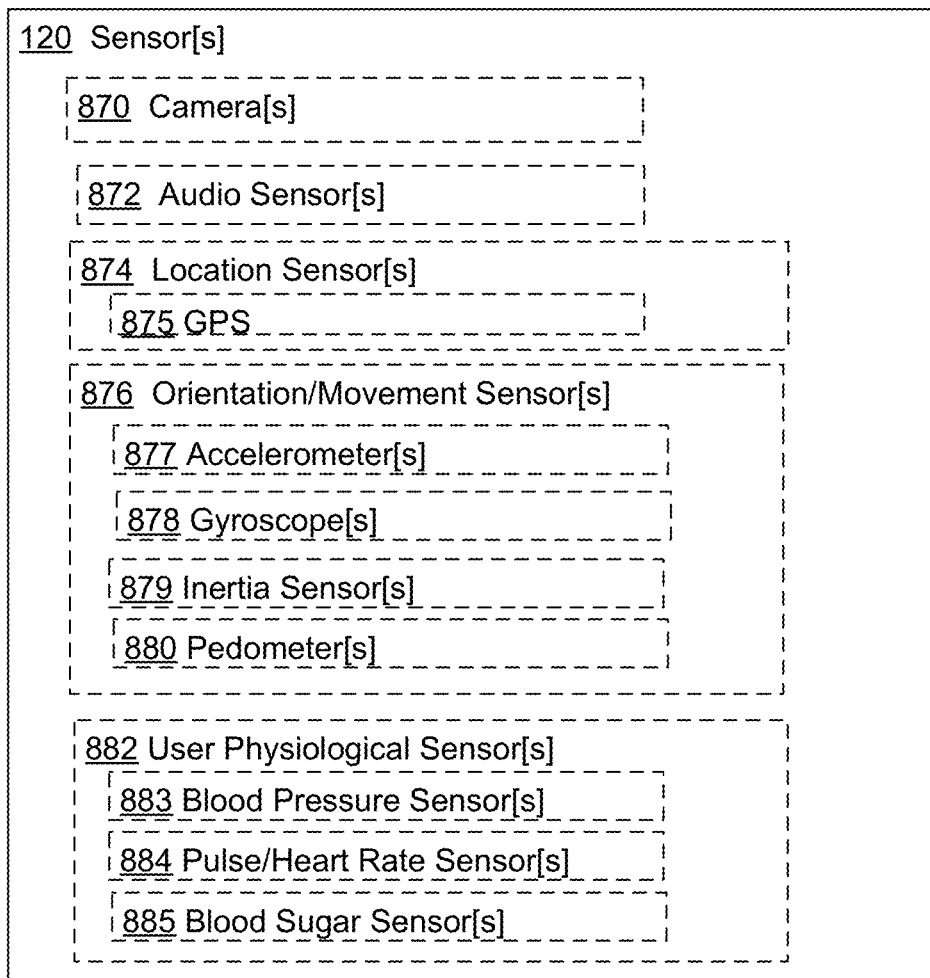 120 Sensor[s]
870 Camera[s]
872 Audio Sensor[s]
874 Location Sensor[s]
875 GPS
876 Orientation/Movement Sensor[s]
877 Accelerometer[s]
878 Gyroscope[s]
879 Inertia Sensor[s]
880 Pedometer[s]
882 User Physiological Sensor[s]
883 Blood Pressure Sensor[s]
884 Pulse/Heart Rate Sensor[s]
885 Blood Sugar Sensor[s]